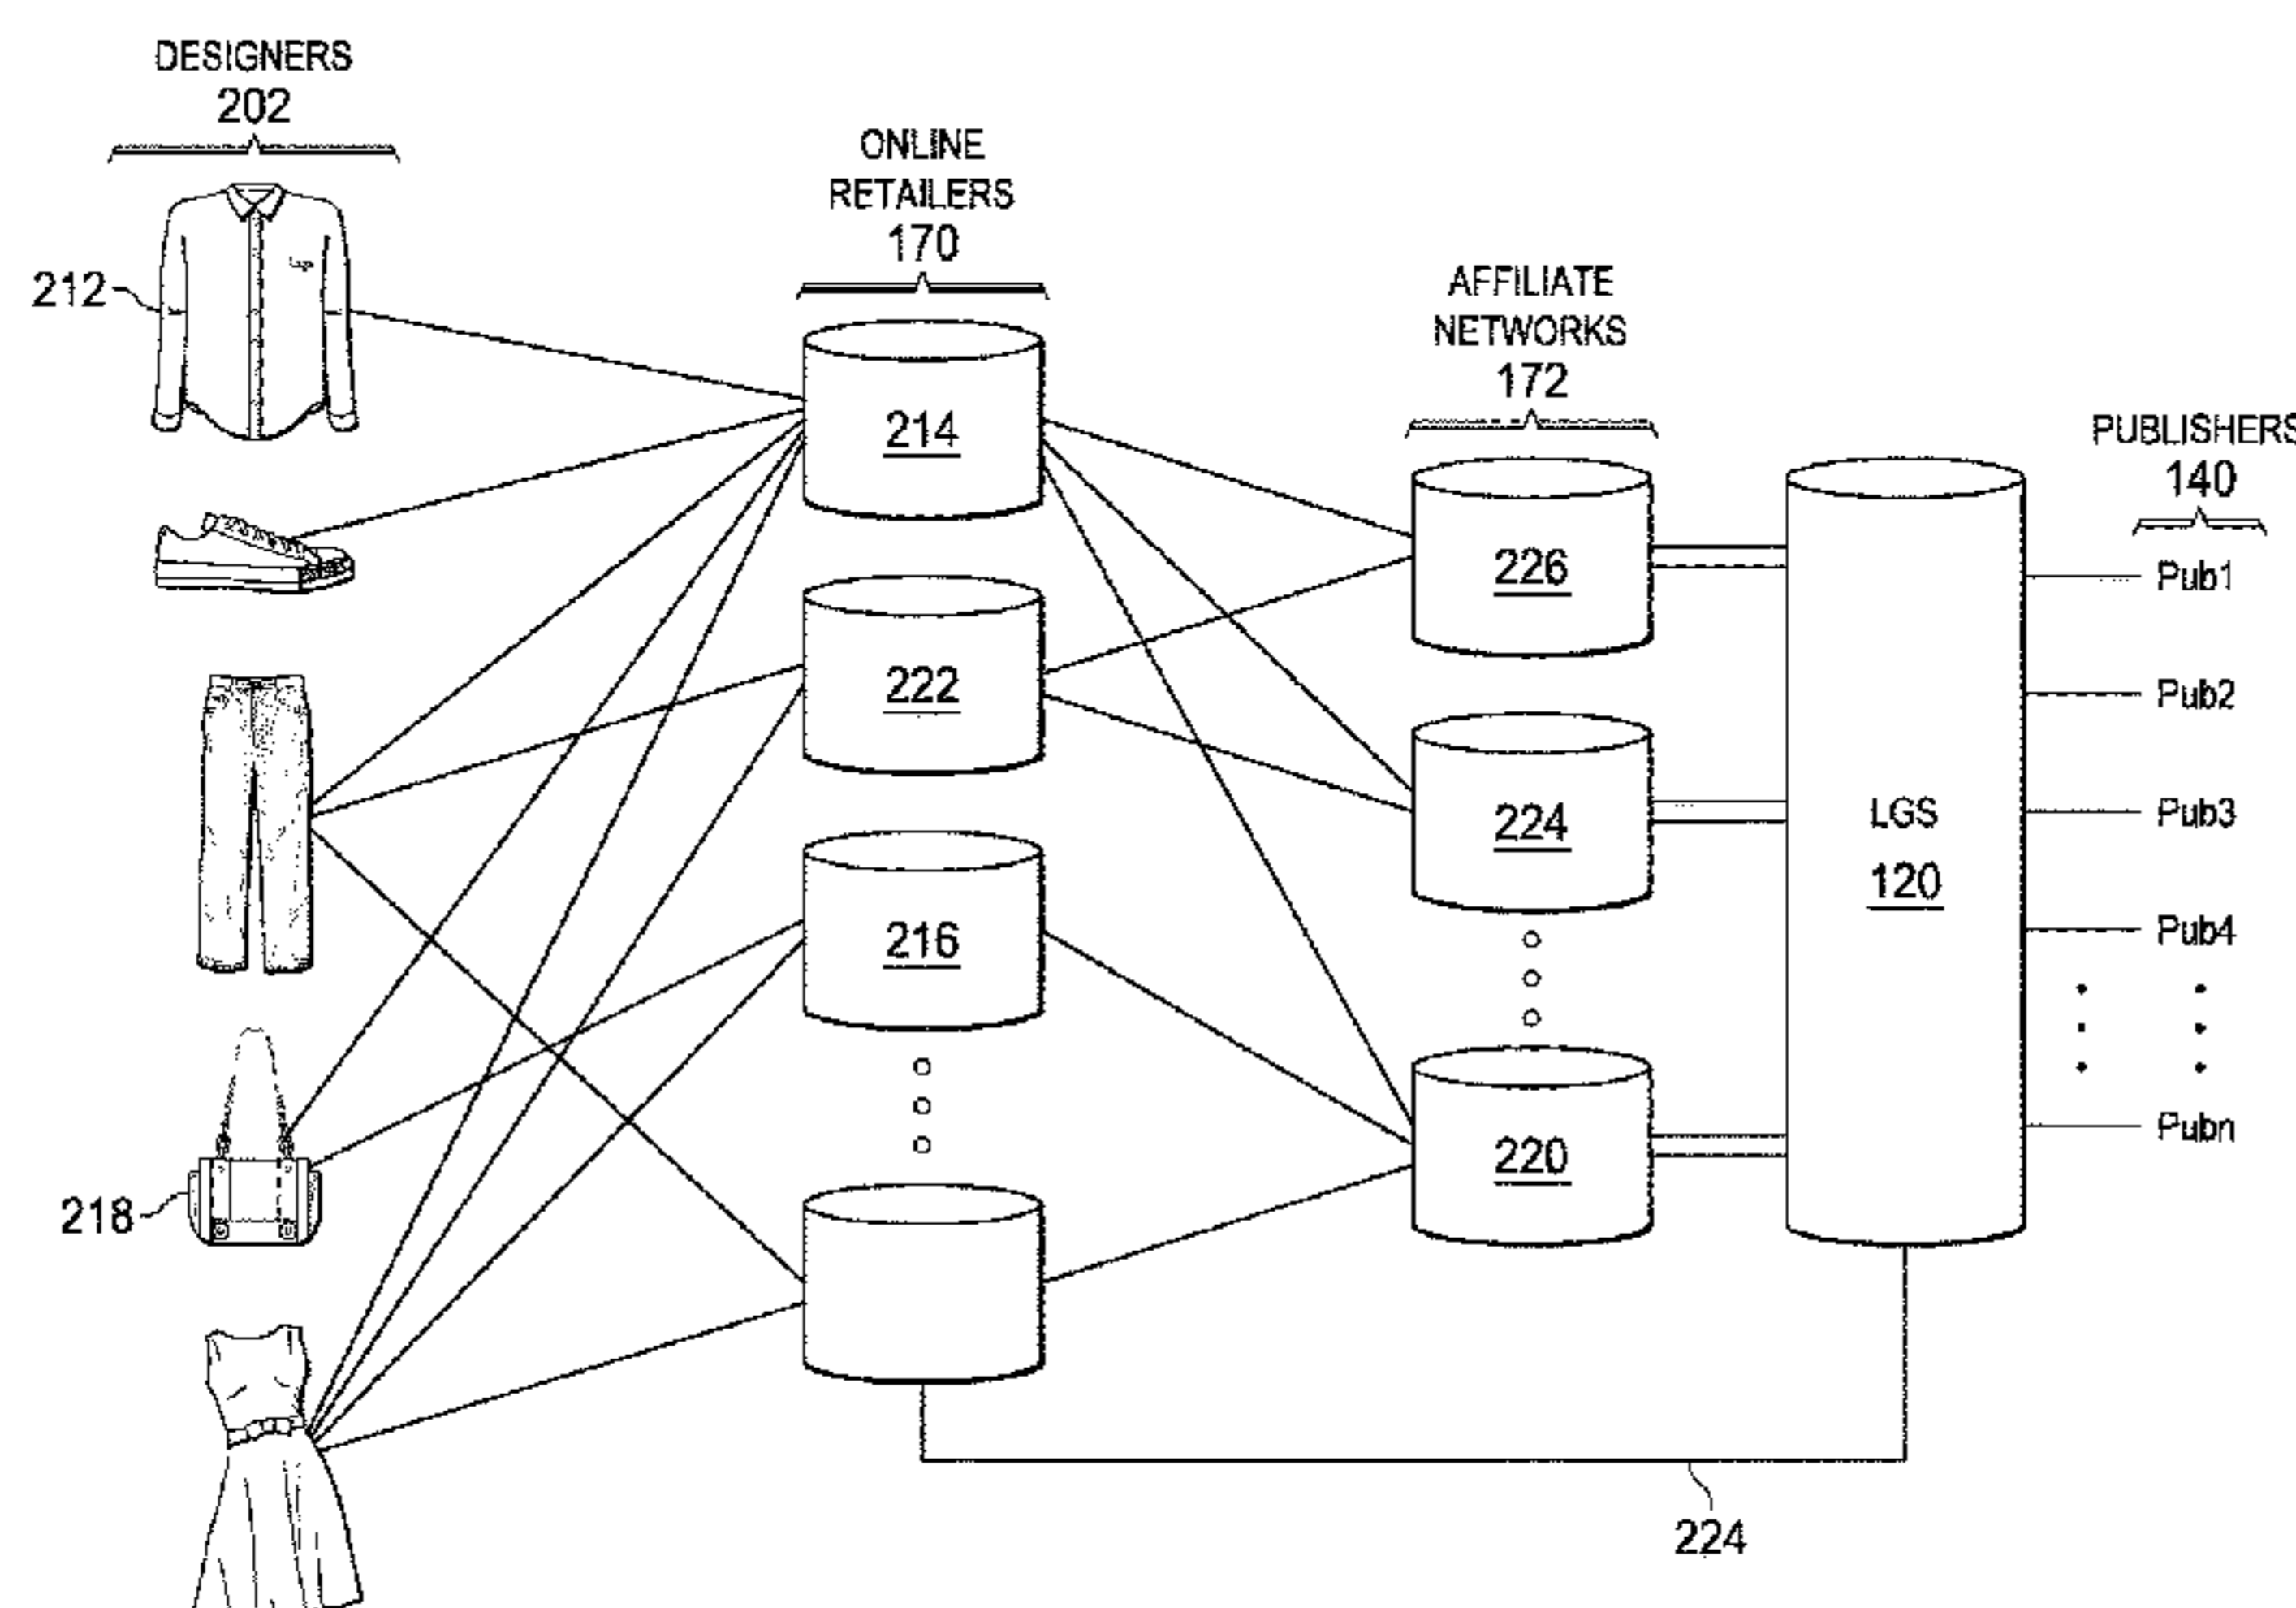 DESIGNERS
202
ONLINE
RETAILERS
170
AFFILIATE
NETWORKS
172
PUBLISHERS
140
212
214
226
Pub1
222
Pub2
224
LGS
120
Pub3
216
Pub4
218
220
Pubn
224